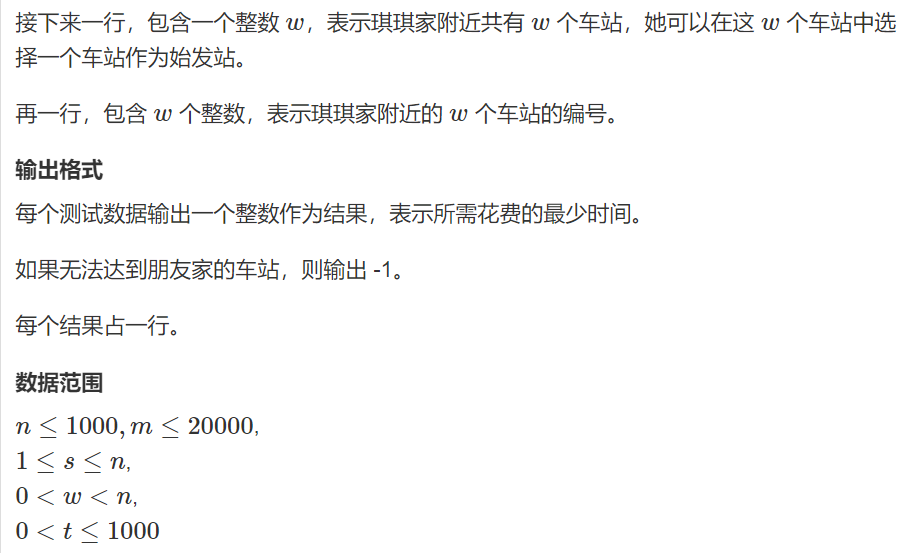 接下来一行，包含一个整数 w，表示琪琪家附近共有 w 个车站，她可以在这 w 个车站中选
择一个车站作为始发站。
再一行，包含 w 个整数，表示琪琪家附近的 w 个车站的编号。
输出格式
每个测试数据输出一个整数作为结果，表示所需花费的最少时间。
如果无法达到朋友家的车站，则输出 -1。
每个结果占一行。
数据范围
n ≤ 1000, m ≤ 20000,
1 ≤ s ≤ n,
0 < w < n,
0 < t ≤ 1000